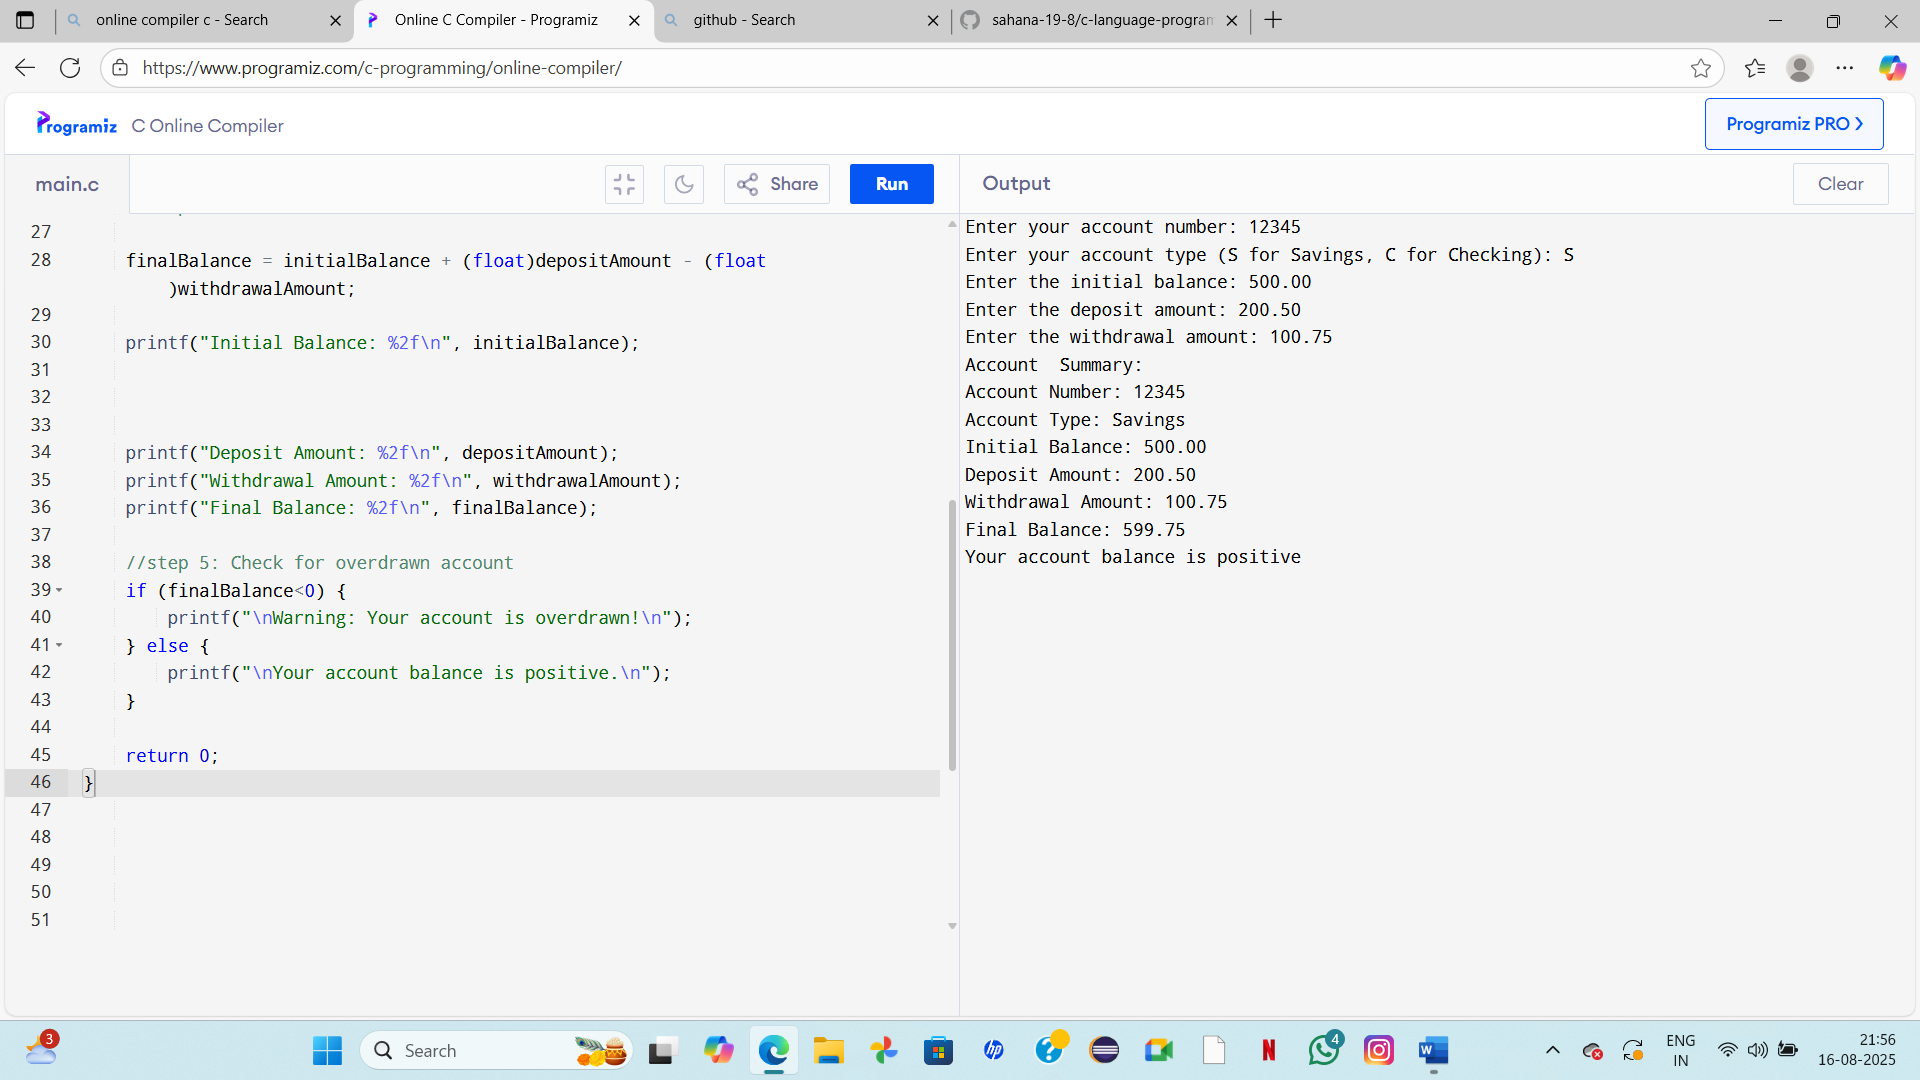 online compiler c - Search
Online C Compiler - Programiz
github - Search
sahana-19-8/c-language-program
https://www.programiz.com/c-programming/online-compiler/
Programiz C Online Compiler
Programiz PRO
main.c
Share
Run
Output
Clear
27
28 finalBalance = initialBalance + (float)depositAmount - (float
)withdrawalAmount;
29
30 printf("Initial Balance: %2f\n", initialBalance);
31
32
33
34 printf("Deposit Amount: %2f\n", depositAmount);
35 printf("Withdrawal Amount: %2f\n", withdrawalAmount);
36 printf("Final Balance: %2f\n", finalBalance);
37
38 //step 5: Check for overdrawn account
39 if (finalBalance<0) {
40 printf("\nWarning: Your account is overdrawn!\n");
41 } else {
42 printf("\nYour account balance is positive.\n");
43 }
44
45 return 0;
46 }
47
48
49
50
51
Enter your account number: 12345
Enter your account type (S for Savings, C for Checking): S
Enter the initial balance: 500.00
Enter the deposit amount: 200.50
Enter the withdrawal amount: 100.75
Account  Summary:
Account Number: 12345
Account Type: Savings
Initial Balance: 500.00
Deposit Amount: 200.50
Withdrawal Amount: 100.75
Final Balance: 599.75
Your account balance is positive
3
Search
hp
N
4
W
ENG
IN
21:56
16-08-2025